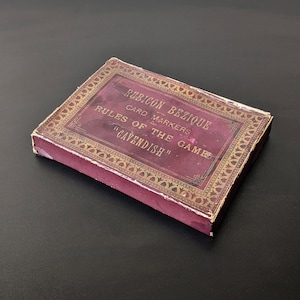 RUBICON BEZIQUE
CARD MARKERS
RULES OF THE GAME
"CAVENDISH"